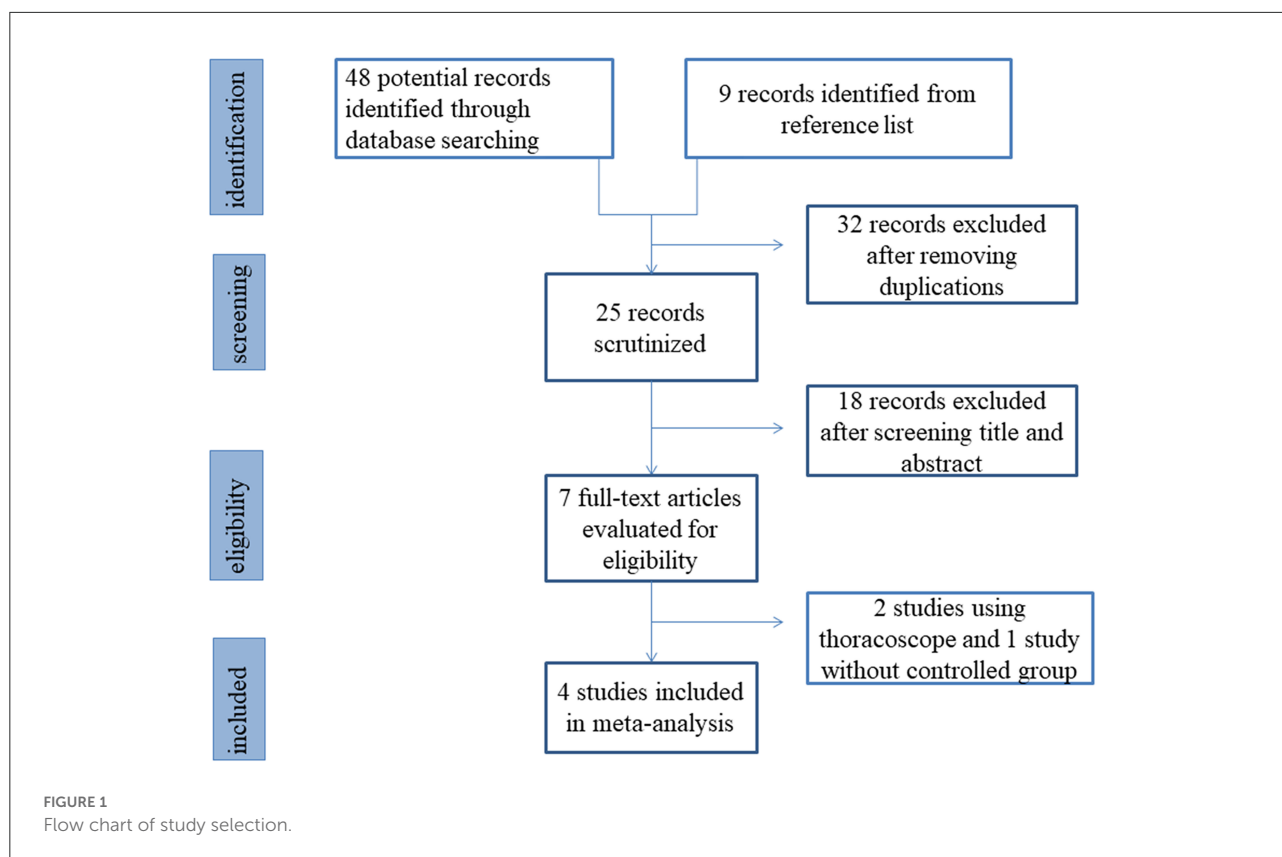 identification
48 potential records
identified through
database searching
9 records identified from
reference list
32 records excluded
after removing
duplications
screening
25 records
scrutinized
18 records excluded
after screening title and
abstract
eligibility
7 full-text articles
evaluated for
eligibility
2 studies using
thoracoscope and 1 study
without controlled group
included
4 studies included
in meta-analysis
FIGURE 1
Flow chart of study selection.